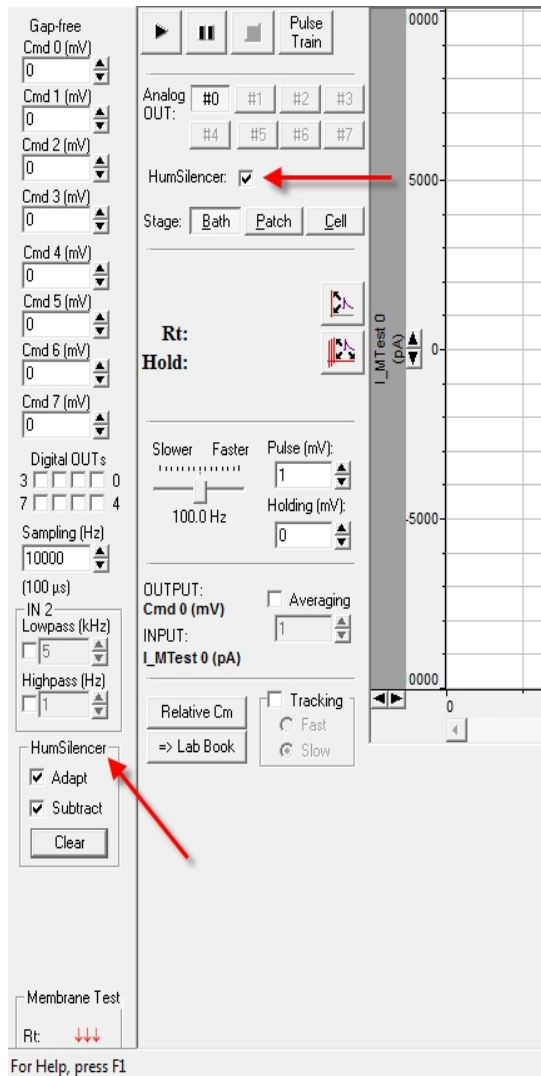 Gap-free
Cmd 0 (mV)
0
Cmd 1 (mV)
0
Cmd 2 (mV)
0
Cmd 3 (mV)
0
Cmd 4 (mV)
0
Cmd 5 (mV)
0
Cmd 6 (mV)
0
Cmd 7 (mV)
0
Digital OUTs
3 0
7 4
Sampling (Hz)
10000
(100 µs)
IN 2
Lowpass (kHz)
5
Highpass (Hz)
1
HumSilencer
Adapt
Subtract
Clear
Membrane Test
Rt: ↓↓↓
For Help, press F1
Pulse
Train
Analog
OUT:
#0 #1 #2 #3
#4 #5 #6 #7
HumSilencer:
Stage: Bath Patch Cell
Rt:
Hold:
Slower Faster
100.0 Hz
Pulse (mV):
1
Holding (mV):
0
OUTPUT:
Cmd 0 (mV)
INPUT:
I_MTest 0 (pA)
Averaging
1
Relative Cm
=> Lab Book
Tracking
Fast
Slow
I_MTest 0
(pA)
0000
5000
0
-5000
0000
0